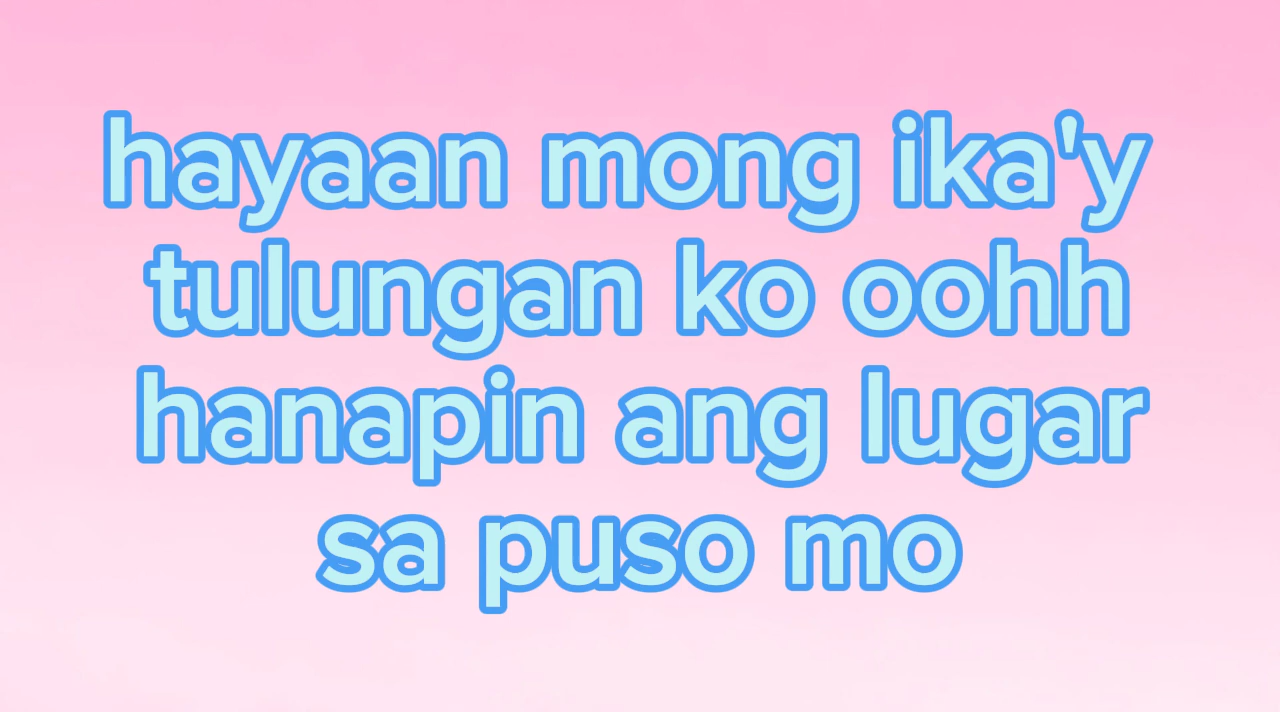 hayaan mong ika'y
tulungan ko oohh
hanapin ang lugar
sa puso mo